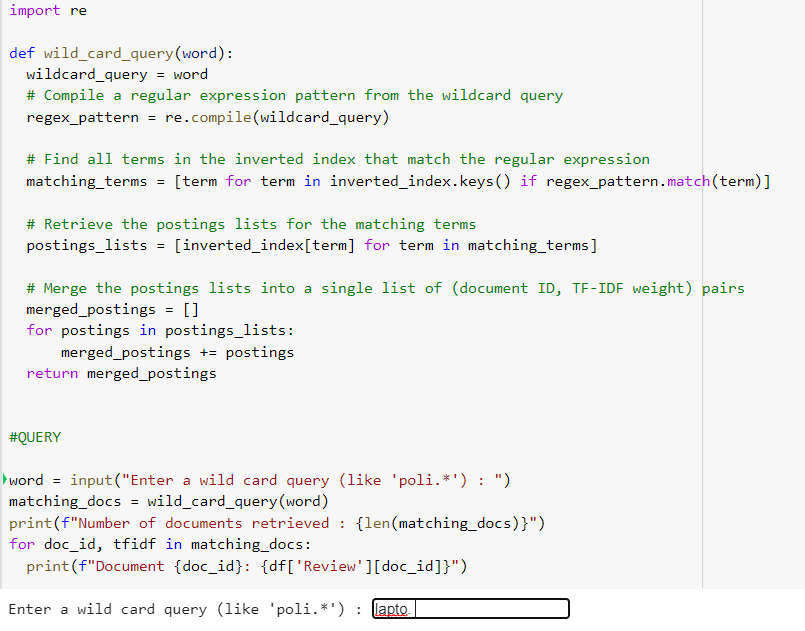 import re
def wild_card_query(word):
wildcard_query = word
# Compile a regular expression pattern from the wildcard query
regex_pattern = re.compile(wildcard_query)
# Find all terms in the inverted index that match the regular expression
matching_terms = [term for term in inverted_index.keys() if regex_pattern.match(term)]
# Retrieve the postings lists for the matching terms
postings_lists = [inverted_index[term] for term in matching_terms]
# Merge the postings lists into a single list of (document ID, TF-IDF weight) pairs
merged_postings = []
for postings in postings_lists:
merged_postings += postings
return merged_postings
#QUERY
word = input("Enter a wild card query (like 'poli.*') : ")
matching_docs = wild_card_query(word)
print(f"Number of documents retrieved : {len(matching_docs)}")
for doc_id, tfidf in matching_docs:
print(f"Document {doc_id}: {df['Review'][doc_id]}")
Enter a wild card query (like 'poli.*') : lapto.